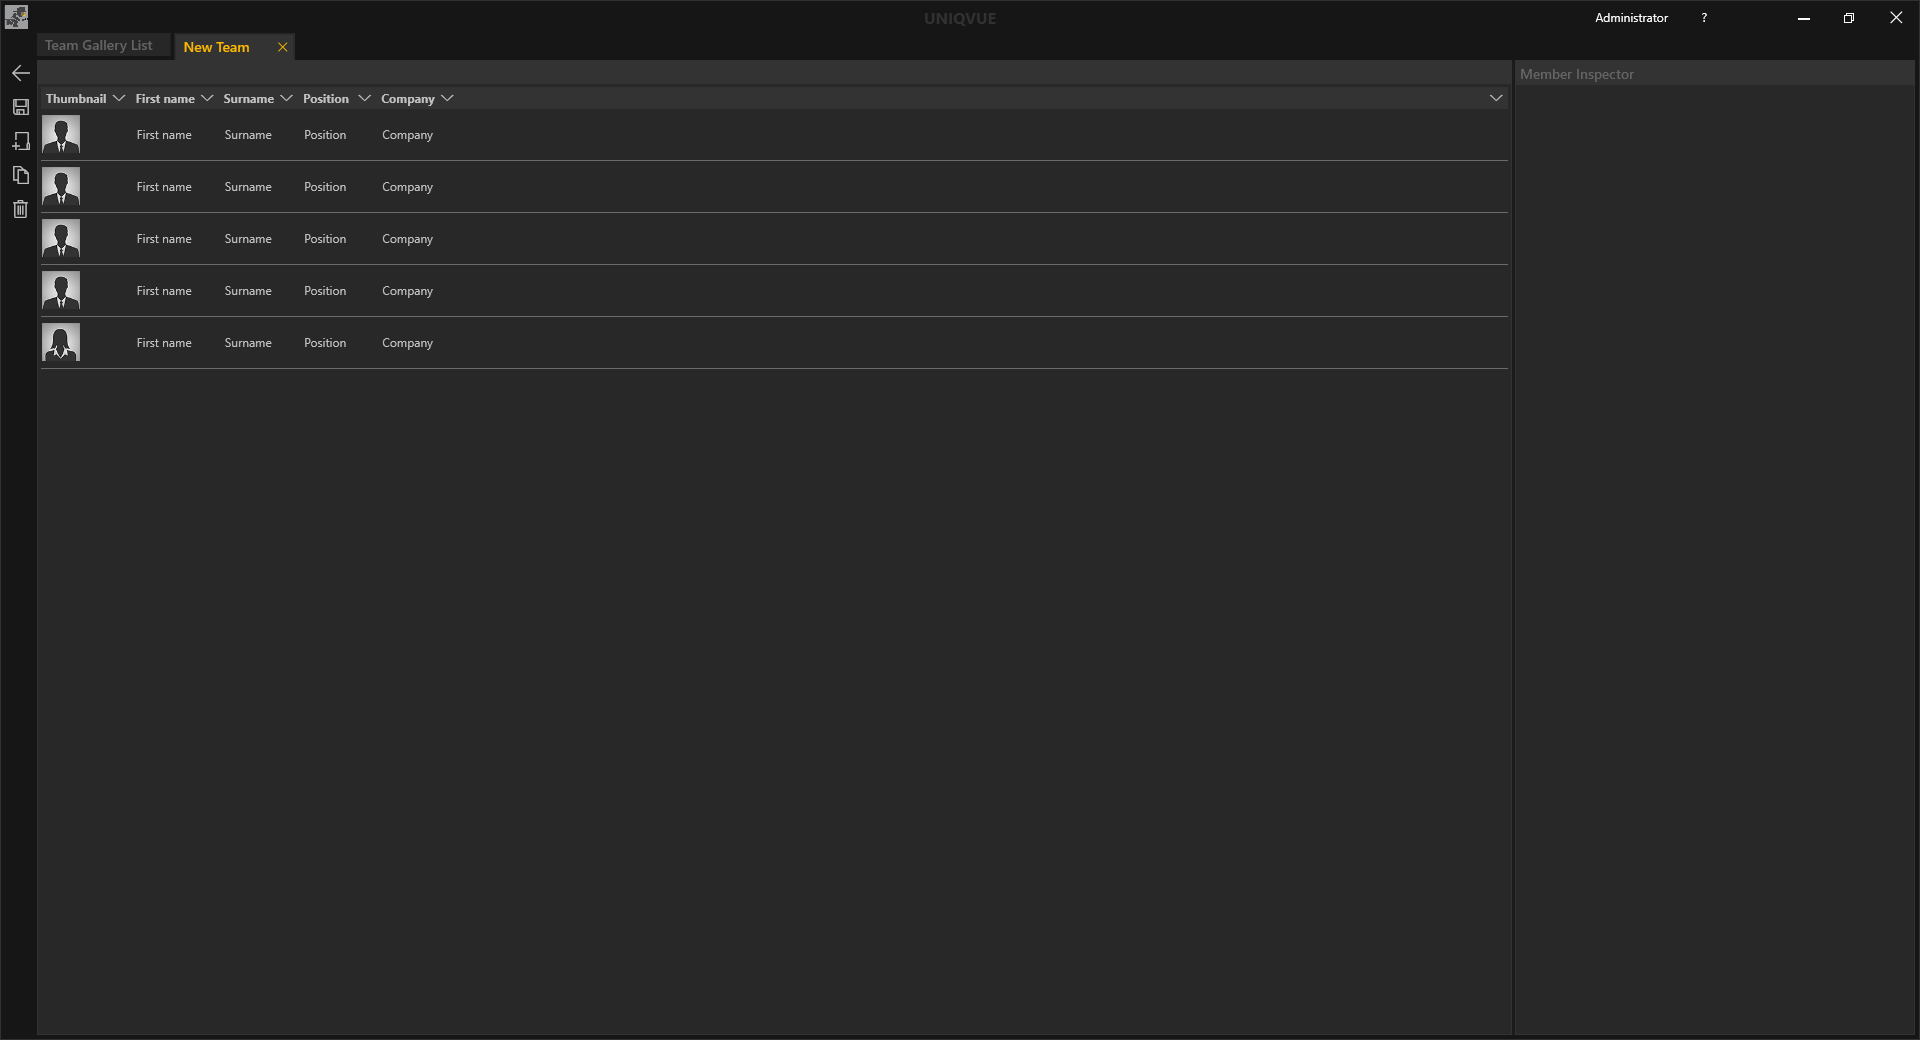 UNIQVUE
Administrator ?
Team Gallery List New Team
Member Inspector
Thumbnail First name Surname Position Company
First name Surname Position Company
First name Surname Position Company
First name Surname Position Company
First name Surname Position Company
First name Surname Position Company